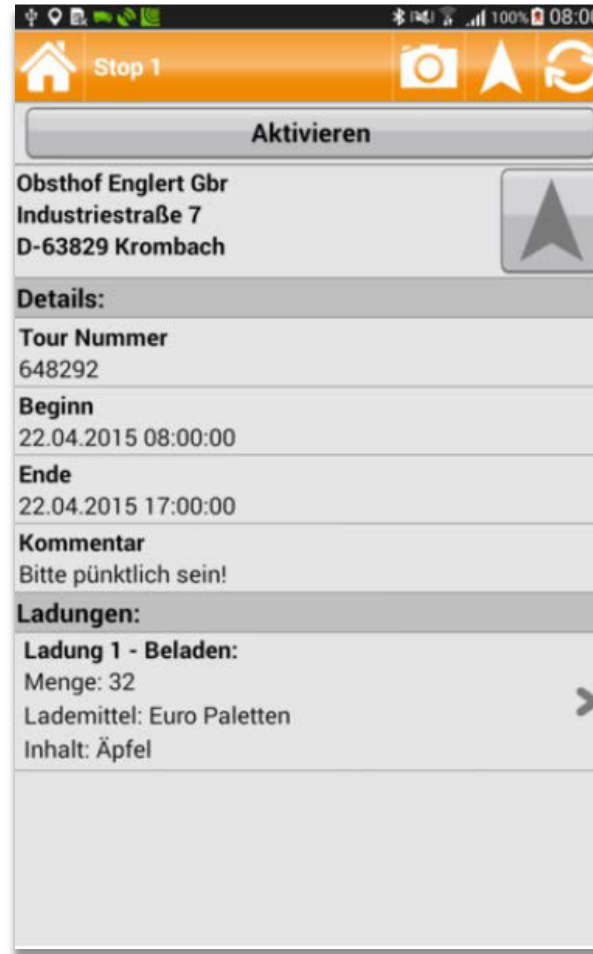 100% 08:00
Stop 1
Aktivieren
Obsthof Englert Gbr
Industriestraße 7
D-63829 Krombach
Details:
Tour Nummer
648292
Beginn
22.04.2015 08:00:00
Ende
22.04.2015 17:00:00
Kommentar
Bitte pünktlich sein!
Ladungen:
Ladung 1 - Beladen:
Menge: 32
Lademittel: Euro Paletten
Inhalt: Äpfel